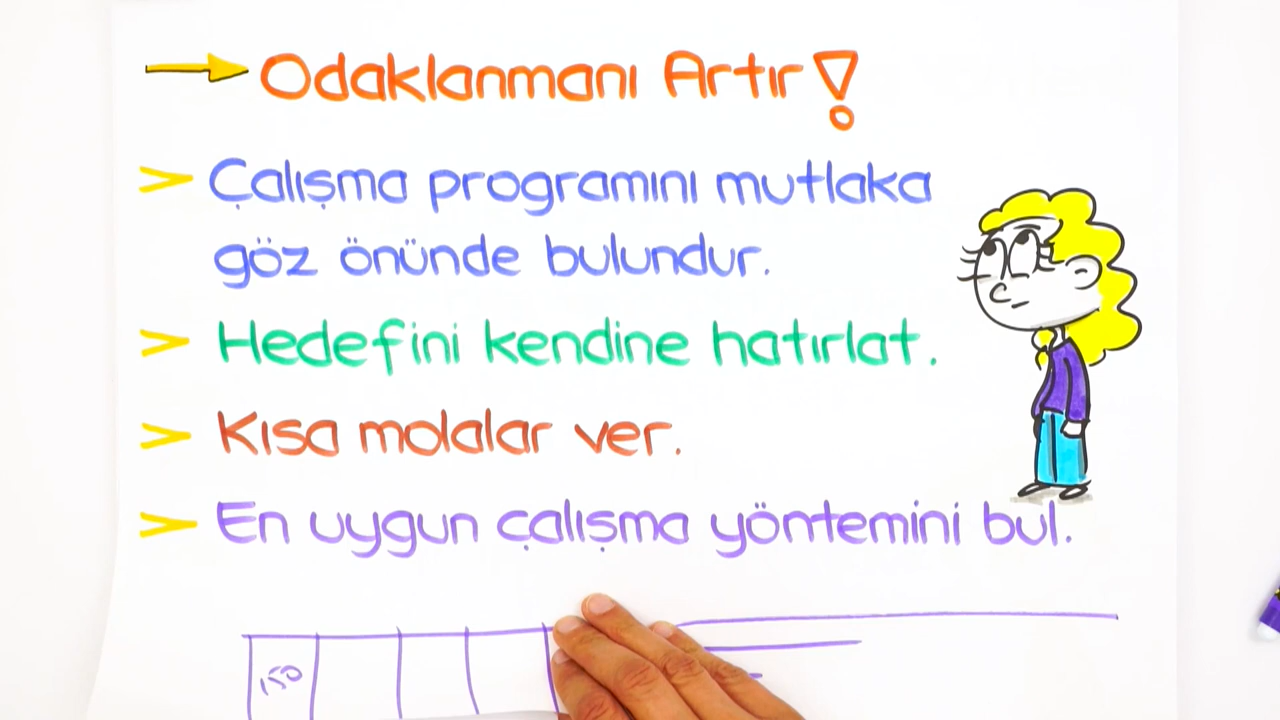 Odaklanmanı Artır!
> Çalışma programını mutlaka
göz önünde bulundur.
> Hedefini kendine hatırlat.
> Kısa molalar ver.
> En uygun çalışma yöntemini bul.
150